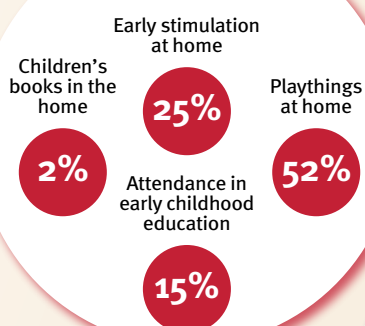 Early stimulation
at home
25%
Children’s
books in the
home
2%
Playthings
at home
52%
Attendance in
early childhood
education
15%